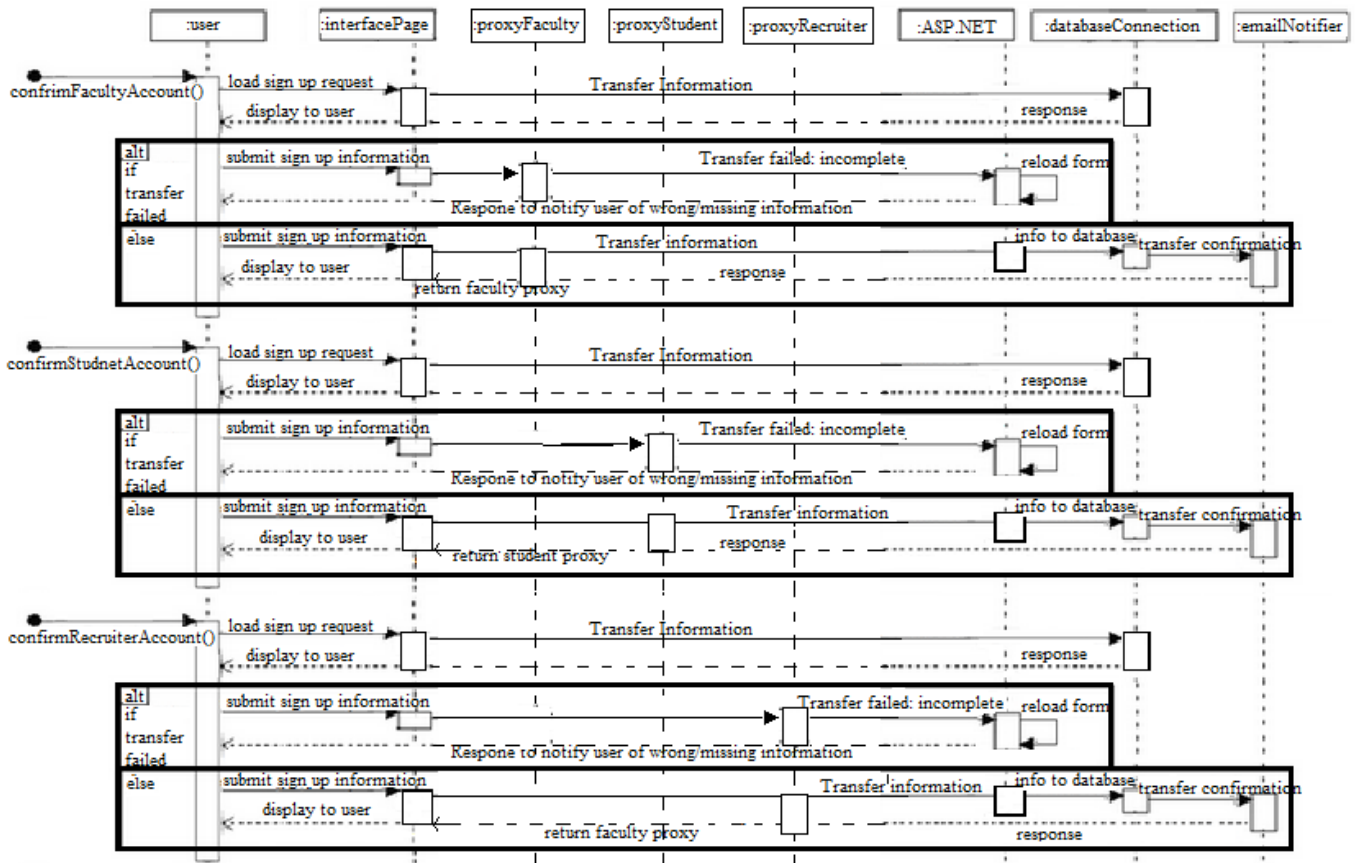 :user
:interfacePage
:proxyFaculty
:proxyStudent
:proxyRecruiter
:ASP.NET
:databaseConnection
:emailNotifier
confrimFacultyAccount()
load sign up request
Transfer Information
display to user
response
alt
if
transfer
failed
submit sign up information
Transfer failed: incomplete
reload form
Respone to notify user of wrong/missing information
else
submit sign up information
Transfer information
info to database
transfer confirmation
display to user
response
return faculty proxy
confirmStudnetAccount()
load sign up request
Transfer Information
display to user
response
alt
if
transfer
failed
submit sign up information
Transfer failed: incomplete
reload form
Respone to notify user of wrong/missing information
else
submit sign up information
Transfer information
info to database
transfer confirmation
display to user
response
return student proxy
confirmRecruiterAccount()
load sign up request
Transfer Information
display to user
response
alt
if
transfer
failed
submit sign up information
Transfer failed: incomplete
reload form
Respone to notify user of wrong/missing information
else
submit sign up information
Transfer information
info to database
transfer confirmation
display to user
return faculty proxy
response